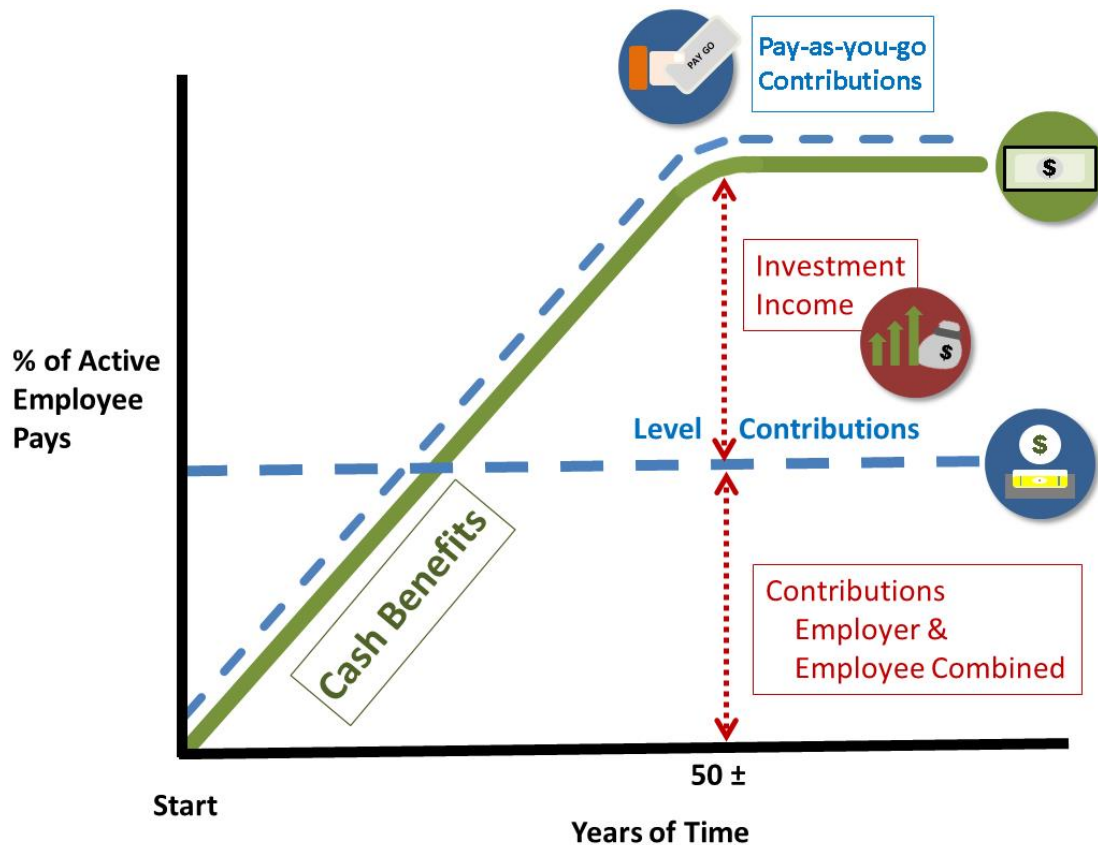 PAY GO
Pay-as-you-go
Contributions
$
Investment
Income
$
% of Active
Employee
Pays
Level Contributions
$
Cash Benefits
Contributions
Employer &
Employee Combined
50 ±
Start
Years of Time